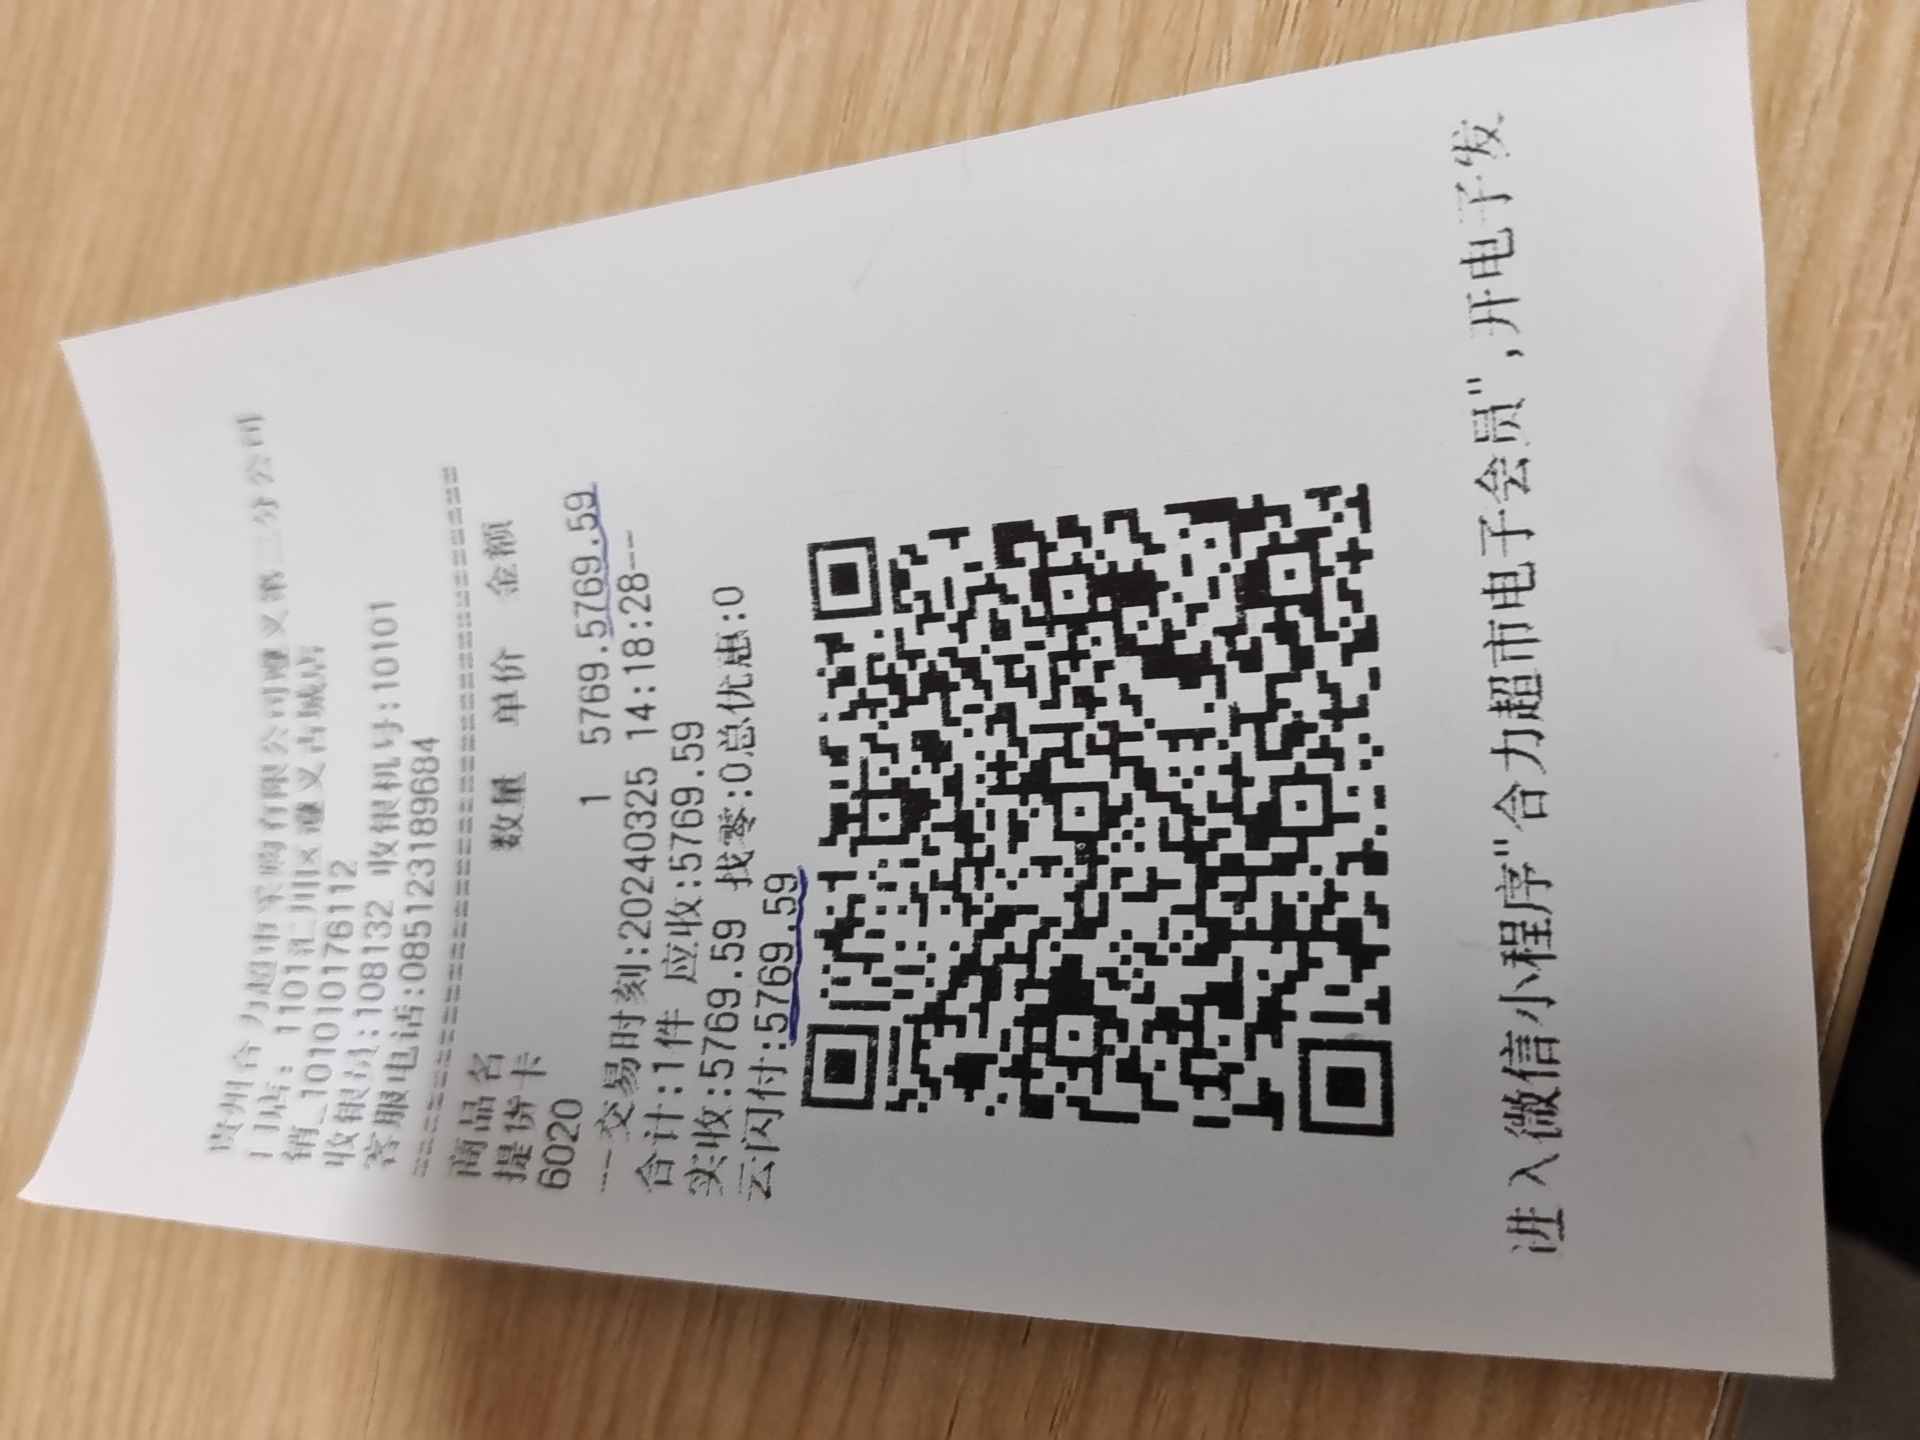 贵州合力超市采购有限公司遵义第二分公司
门店: 1101汇川区遵义古城店
销_1010101176112
收银员:108132 收银机号:10101
客服电话:085123189684
================================
商品名 数量 单价 金额
提货卡
6020 1 5769.5769.59
---交易时刻:20240325 14:18:28--
合计:1件 应收:5769.59
实收:5769.59 找零:0总优惠:0
云闪付:5769.59
进入微信小程序"合力超市电子会员",开电子发